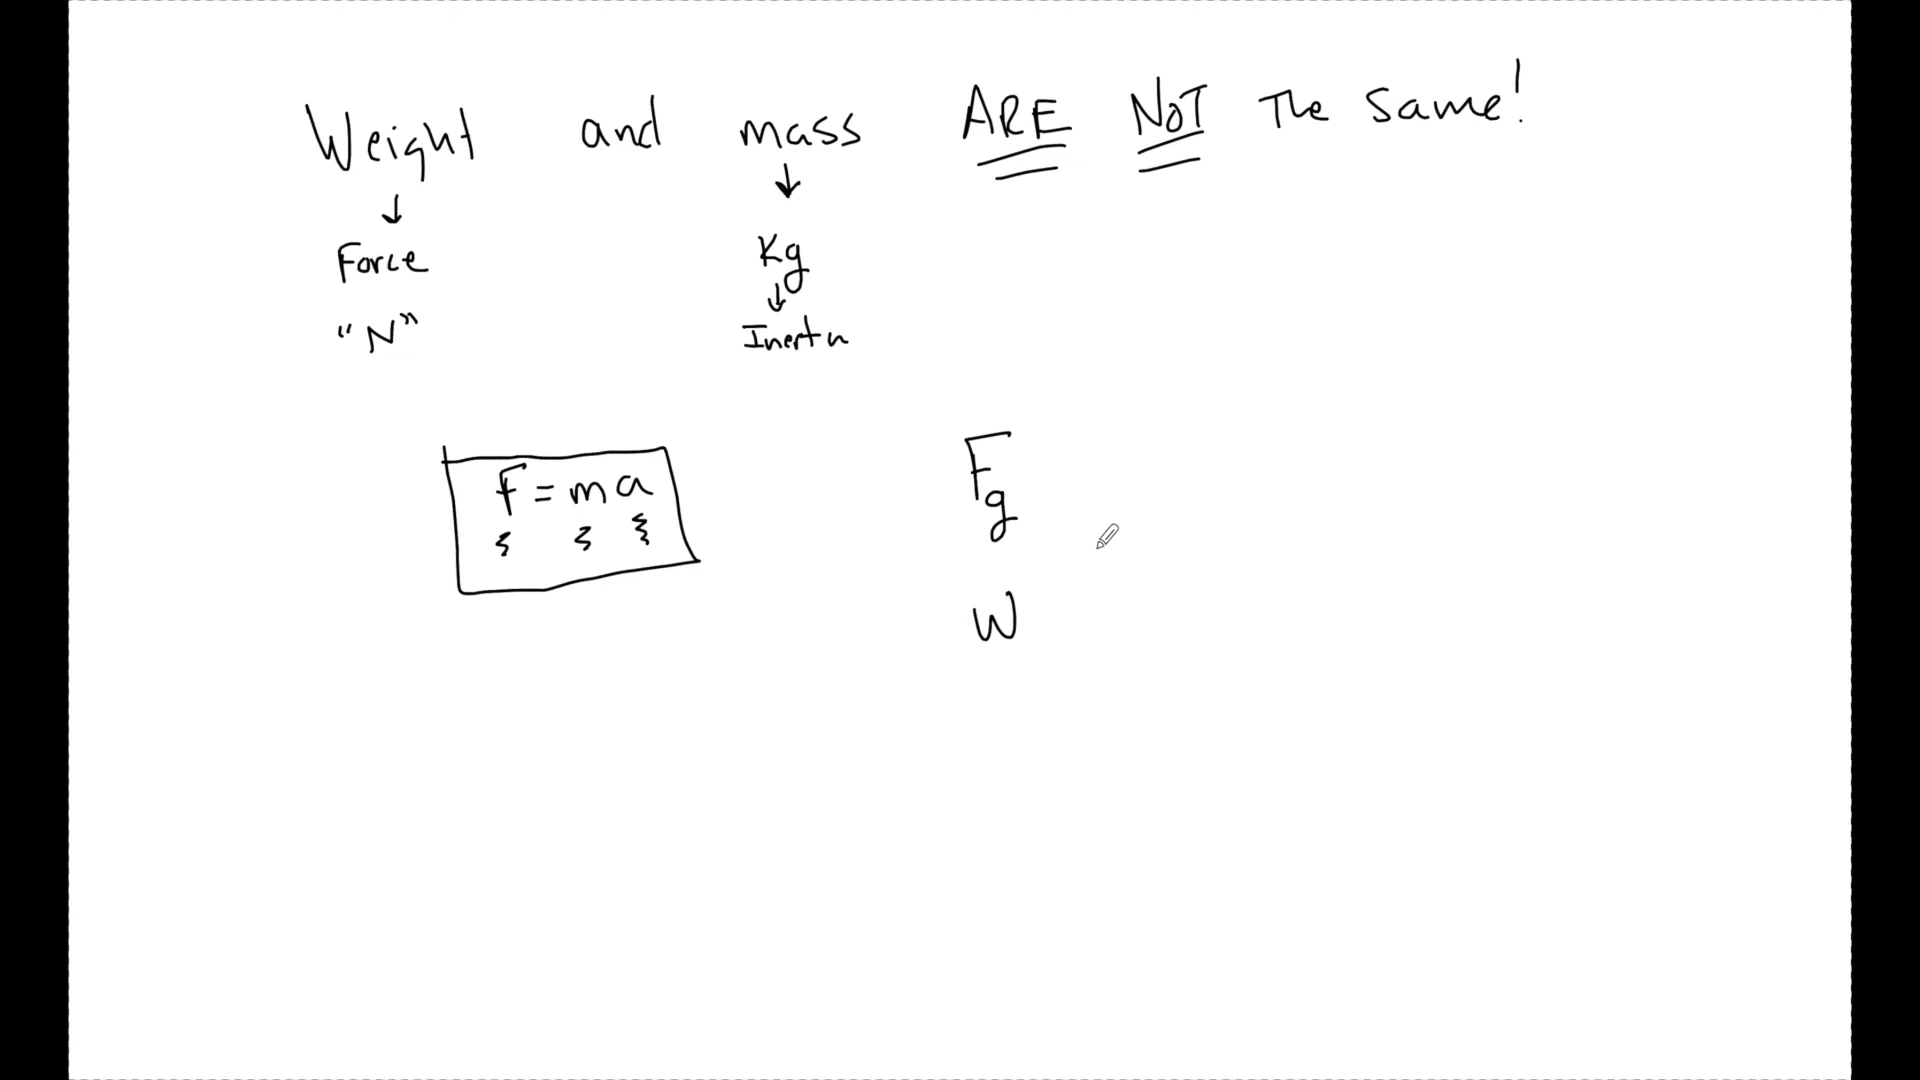 Weight and mass ARE NOT The same!
↓ ↓
Force Kg
↓
"N" Inertia
F = ma
Fg
W